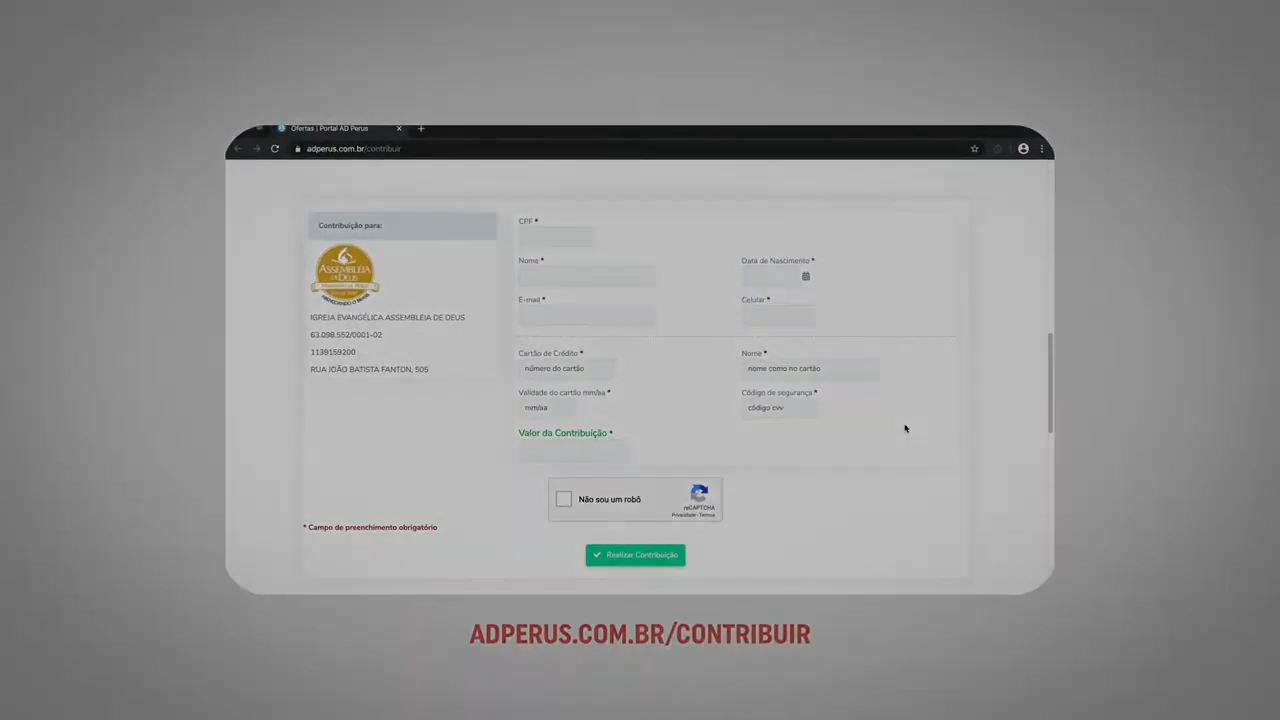 Ofertas | Portal AD Perus
adperus.com.br/contribuir
Contribuição para:
ASSEMBLEIA
DE DEUS
IGREJA EVANGÉLICA ASSEMBLEIA DE DEUS
63.098.552/0001-02
1139159200
RUA JOÃO BATISTA FANTON, 505
CPF *
Nome *
Data de Nascimento *
E-mail *
Celular *
Cartão de Crédito *
número do cartão
Nome *
nome como no cartão
Validade do cartão mm/aa *
mm/aa
Código de segurança *
código cvv
Valor da Contribuição *
Não sou um robô
reCAPTCHA
Privacidade - Termos
* Campo de preenchimento obrigatório
Realizar Contribuição
ADPERUS.COM.BR/CONTRIBUIR